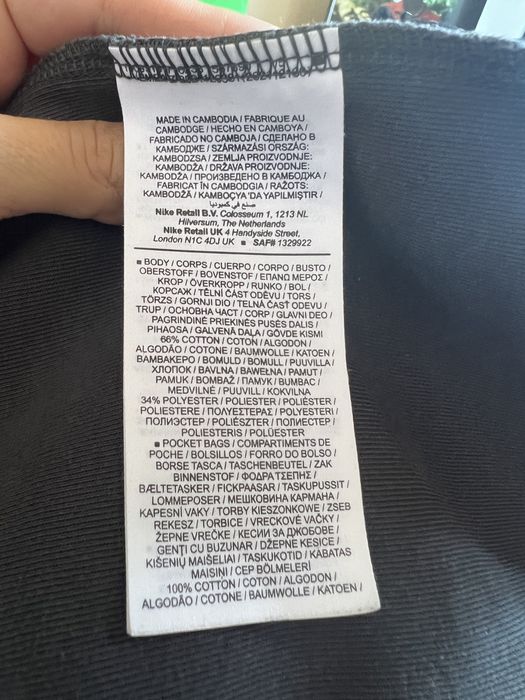 MADE IN CAMBODIA / FABRIQUE AU
CAMBODGE / HECHO EN CAMBOYA /
FABRICADO NO CAMBOJA / СДЕЛАНО В
КАМБОДЖЕ / SZÁRMAZÁSI ORSZÁG:
KAMBODZSA / ZEMLJA PROIZVODNJE:
KAMBODŽA / DRŽAVA PROIZVODNJE:
KAMBODŽA / ПРОИЗВЕДЕНО В КАМБОДЖА /
FABRICAT ÎN CAMBODGIA / RAŽOTS:
KAMBODŽĀ / KAMBOÇYA'DA YAPILMIŞTIR /
صنع في كمبوديا
Nike Retail B.V. Colosseum 1, 1213 NL
Hilversum, The Netherlands
Nike Retail UK 4 Handyside Street,
London N1C 4DJ UK ■ SAF# 1329922
■ BODY / CORPS / CUERPO / CORPO / BUSTO /
OBERSTOFF / BOVENSTOF / ΕΠΑΝΩ ΜΕΡΟΣ /
KROP / ÖVERKROPP / RUNKO / BOL /
КОРСАЖ / TĚLNÍ ČÁST ODĚVU / TORS /
TÖRZS / GORNJI DIO / TELNÁ ČASŤ ODEVU /
TRUP / ОСНОВНА ЧАСТ / CORP / GLAVNI DEO /
PAGRINDINĖ PRIEKINĖS PUSĖS DALIS /
PIHAOSA / GALVENĀ DAĻA / GÖVDE KISMI
66% COTTON / COTON / ALGODON /
ALGODÃO / COTONE / BAUMWOLLE / KATOEN /
ΒΑΜΒΑΚΕΡΟ / BOMULD / BOMULL / PUUVILLA /
ХЛОПОК / BAVLNA / BAWEŁNA / PAMUT /
PAMUK / BOMBAŽ / ПАМУК / BUMBAC /
MEDVILNĖ / PUUVILL / KOKVILNA
34% POLYESTER / POLIESTER / POLIÉSTER /
POLIESTERE / ΠΟΛΥΕΣΤΕΡΑΣ / POLYESTERI /
ПОЛИЭСТЕР / POLIÉSZTER / ПОЛИЕСТЕР /
POLIESTERIS / POLÜESTER
■ POCKET BAGS / COMPARTIMENTS DE
POCHE / BOLSILLOS / FORRO DO BOLSO /
BORSE TASCA / TASCHENBEUTEL / ZAK
BINNENSTOF / ΦΟΔΡΑ ΤΣΕΠΗΣ /
BÆLTETASKER / FICKPÅSAR / TASKUPUSSIT /
LOMMEPOSER / МЕШКОВИНА КАРМАНА /
KAPESNÍ VAKY / TORBY KIESZONKOWE / ZSEB
REKESZ / TORBICE / VRECKOVÉ VAČKY /
ŽEPNE VREČKE / КЕСИИ ЗА ДЖОБОВЕ /
GENȚI CU BUZUNAR / DŽEPNE KESICE /
KIŠENIŲ MAIŠELIAI / TASKUKOTID / KABATAS
MAISIŅI / CEP BÖLMELERİ
100% COTTON / COTON / ALGODON /
ALGODÃO / COTONE / BAUMWOLLE / KATOEN /